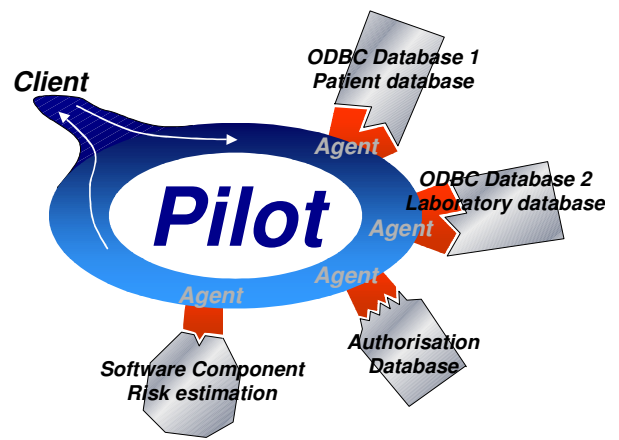 Client
ODBC Database 1
Patient database
Agent
ODBC Database 2
Laboratory database
Agent
Pilot
Agent
Agent
Authorisation
Database
Software Component
Risk estimation